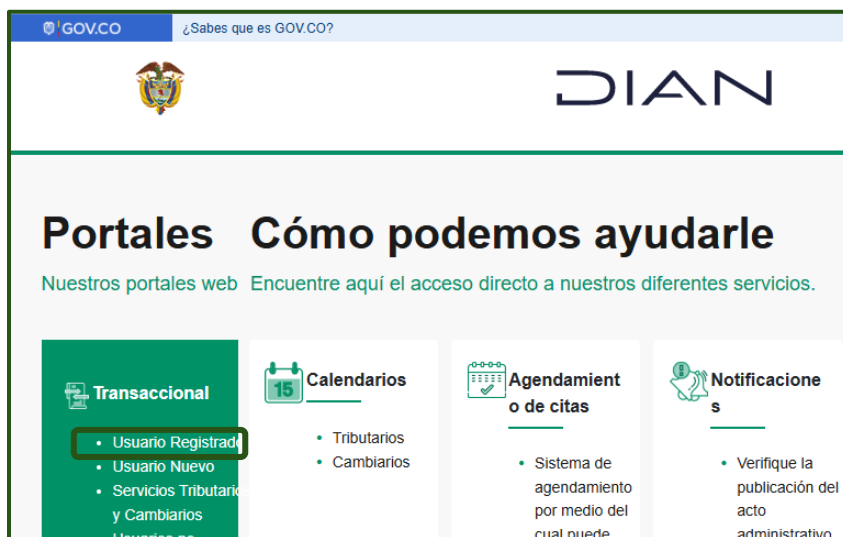 GOV.CO
¿Sabes que es GOV.CO?
DIAN
Portales
Nuestros portales web
Cómo podemos ayudarle
Encuentre aquí el acceso directo a nuestros diferentes servicios.
Transaccional
• Usuario Registrado
• Usuario Nuevo
• Servicios Tributarios
y Cambiarios
15
Calendarios
• Tributarios
• Cambiarios
Agendamient
o de citas
• Sistema de
agendamiento
por medio del
cual puede
Notificacione
s
• Verifique la
publicación del
acto
administrativo